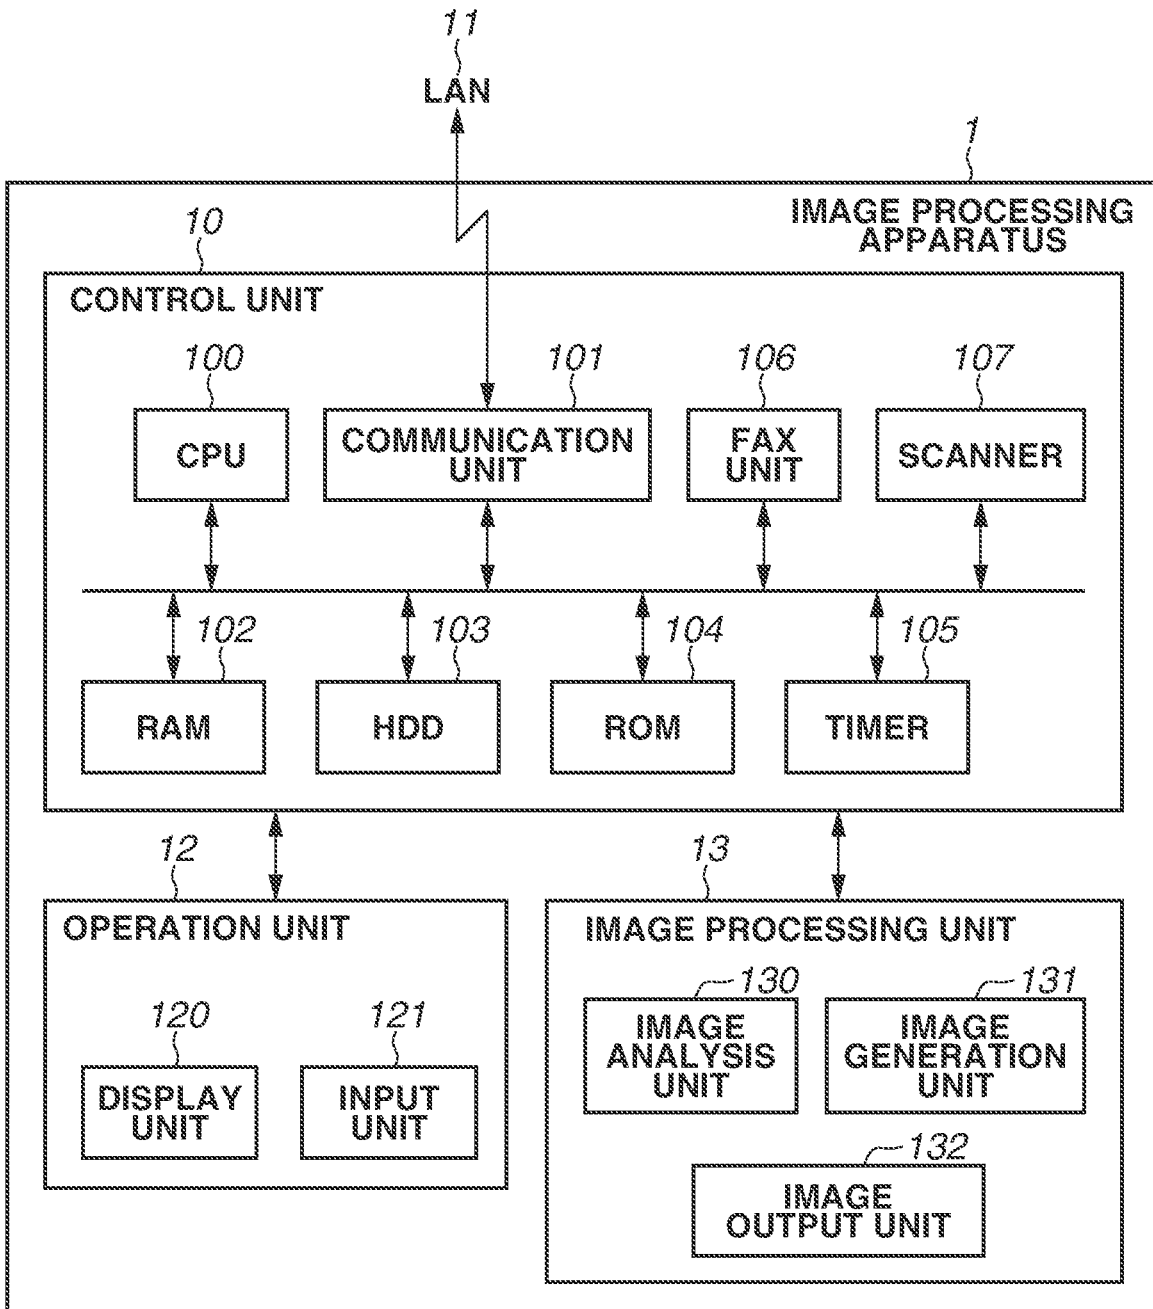 11
LAN
1
IMAGE PROCESSING
APPARATUS
10
CONTROL UNIT
100
CPU
101
COMMUNICATION
UNIT
106
FAX
UNIT
107
SCANNER
102
RAM
103
HDD
104
ROM
105
TIMER
12
OPERATION UNIT
120
DISPLAY
UNIT
121
INPUT
UNIT
13
IMAGE PROCESSING UNIT
130
IMAGE
ANALYSIS
UNIT
131
IMAGE
GENERATION
UNIT
132
IMAGE
OUTPUT UNIT